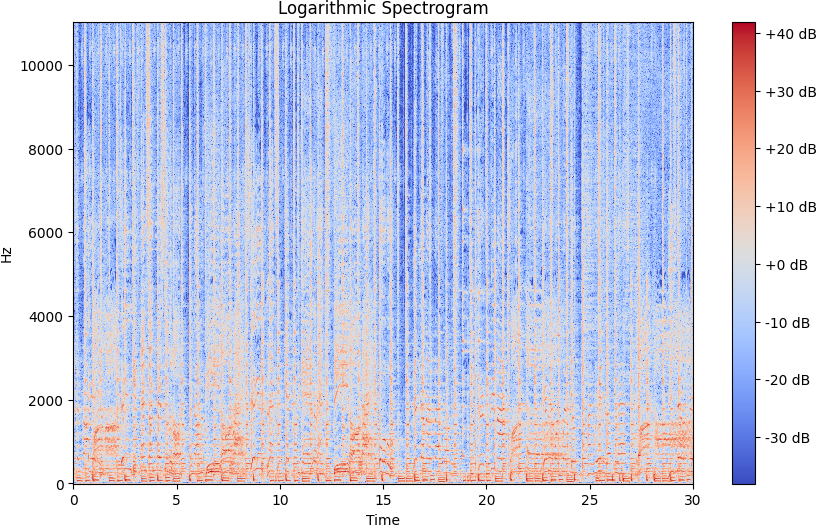 Logarithmic Spectrogram
Hz
10000
8000
6000
4000
2000
0
0 5 10 15 20 25 30
Time
+40 dB
+30 dB
+20 dB
+10 dB
+0 dB
-10 dB
-20 dB
-30 dB